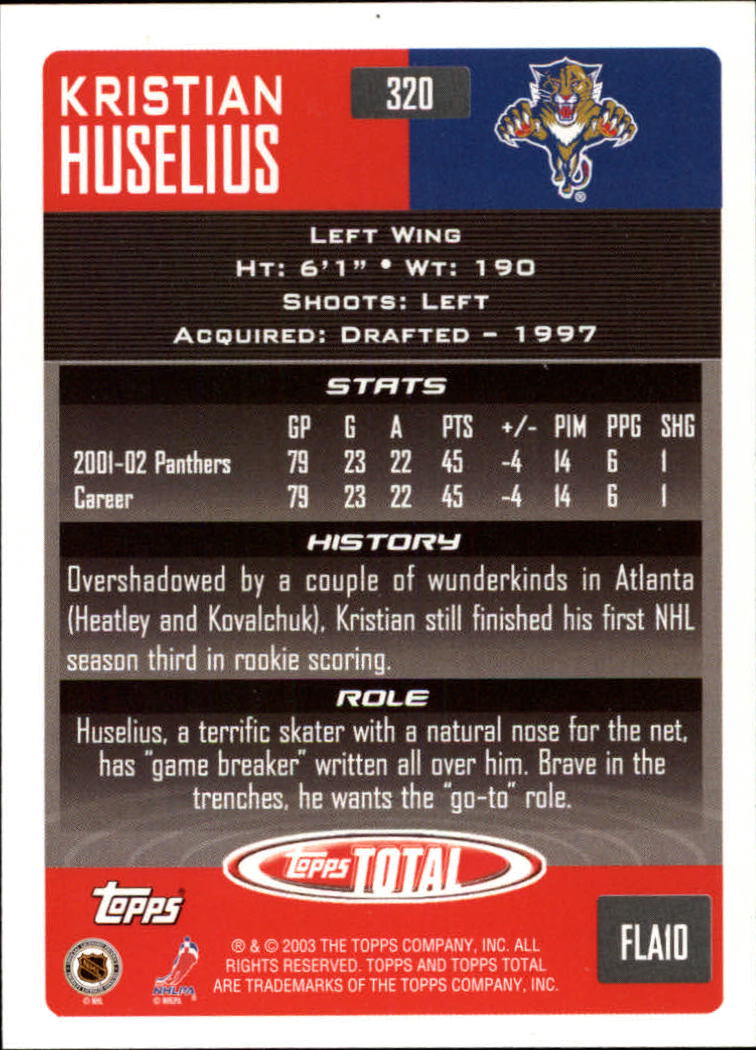 KRISTIAN
HUSELIUS
320
®
LEFT WING
HT: 6'1" • WT: 190
SHOOTS: LEFT
ACQUIRED: DRAFTED – 1997
STATS
GP G A PTS +/- PIM PPG SHG
2001-02 Panthers 79 23 22 45 -4 14 6 1
Career 79 23 22 45 -4 14 6 1
HISTORY
Overshadowed by a couple of wunderkinds in Atlanta
(Heatley and Kovalchuk), Kristian still finished his first NHL
season third in rookie scoring.
ROLE
Huselius, a terrific skater with a natural nose for the net,
has "game breaker" written all over him. Brave in the
trenches, he wants the "go-to" role.
Topps TOTAL
Topps®
FLA10
® & © 2003 THE TOPPS COMPANY, INC. ALL
RIGHTS RESERVED. TOPPS AND TOPPS TOTAL
ARE TRADEMARKS OF THE TOPPS COMPANY, INC.
© NHL
NHLPA
© NHLPA